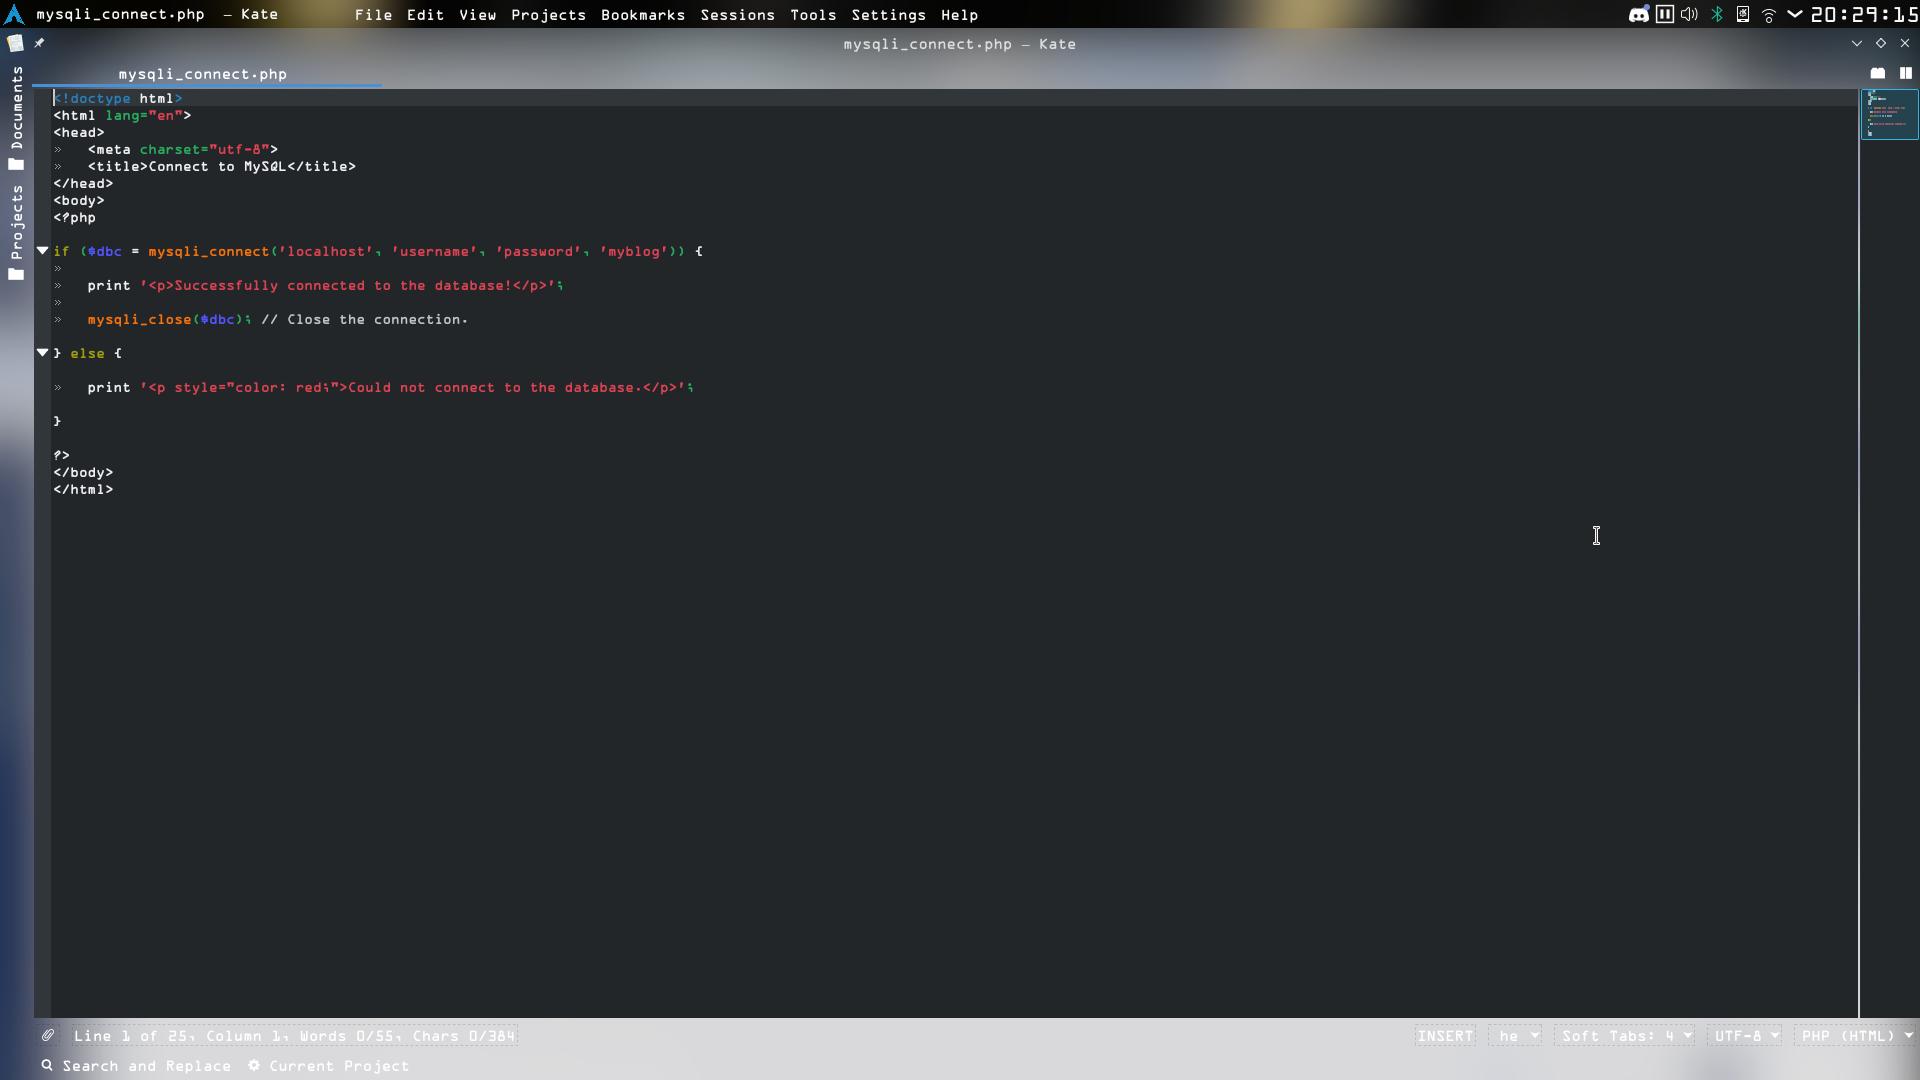 mysqli_connect.php — Kate File Edit View Projects Bookmarks Sessions Tools Settings Help 20:29:15
mysqli_connect.php — Kate
mysqli_connect.php
Documents
Projects
<!doctype html>
<html lang="en">
<head>
» <meta charset="utf-8">
» <title>Connect to MySQL</title>
</head>
<body>
<?php
if ($dbc = mysqli_connect('localhost', 'username', 'password', 'myblog')) {
»
» print '<p>Successfully connected to the database!</p>';
»
» mysqli_close($dbc); // Close the connection.
} else {
» print '<p style="color: red;">Could not connect to the database.</p>';
}
?>
</body>
</html>
Line 1 of 25, Column 1, Words 0/55, Chars 0/384 INSERT he Soft Tabs: 4 UTF-8 PHP (HTML)
Search and Replace Current Project